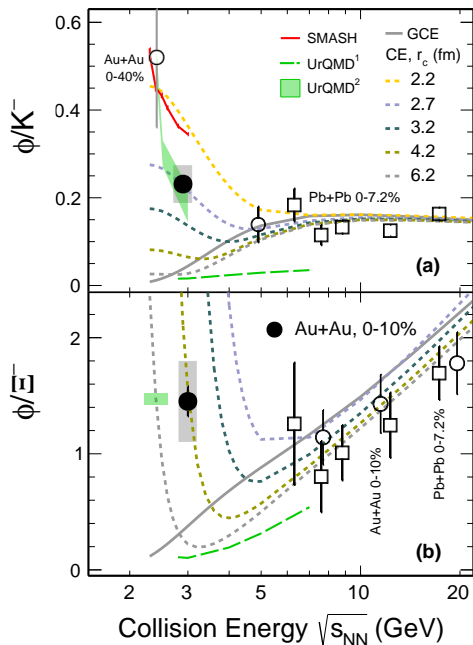 0.6
0.4
0.2
0
ϕ/K⁻
Au+Au
0-40%
SMASH
UrQMD¹
UrQMD²
GCE
CE, r_c (fm)
2.2
2.7
3.2
4.2
6.2
Pb+Pb 0-7.2%
(a)
2
1
0
ϕ/Ξ⁻
Au+Au, 0-10%
Au+Au 0-10%
Pb+Pb 0-7.2%
(b)
2 3 4 5 10 20
Collision Energy √s_NN (GeV)